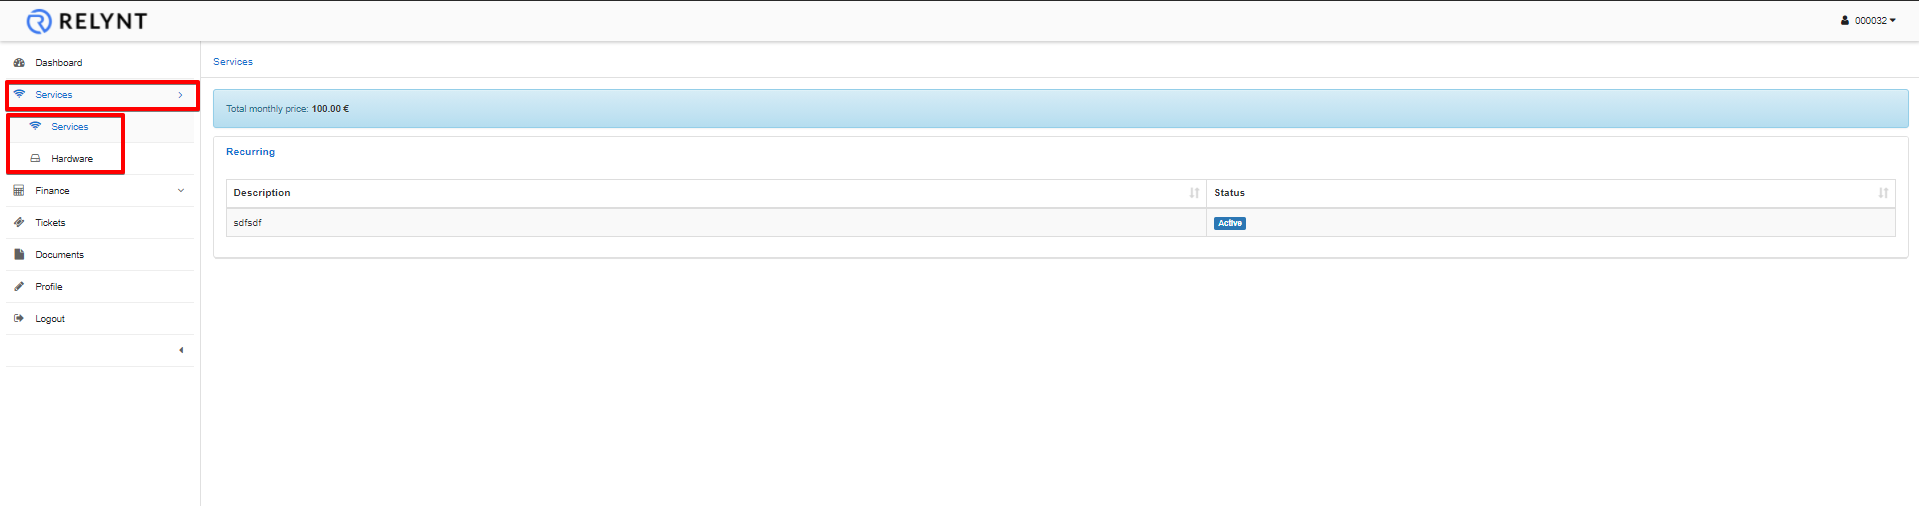 RELYNT
000032
Dashboard
Services
Services
Hardware
Finance
Tickets
Documents
Profile
Logout
Services
Total monthly price: 100.00 €
Recurring
Description Status
sdfsdf Active